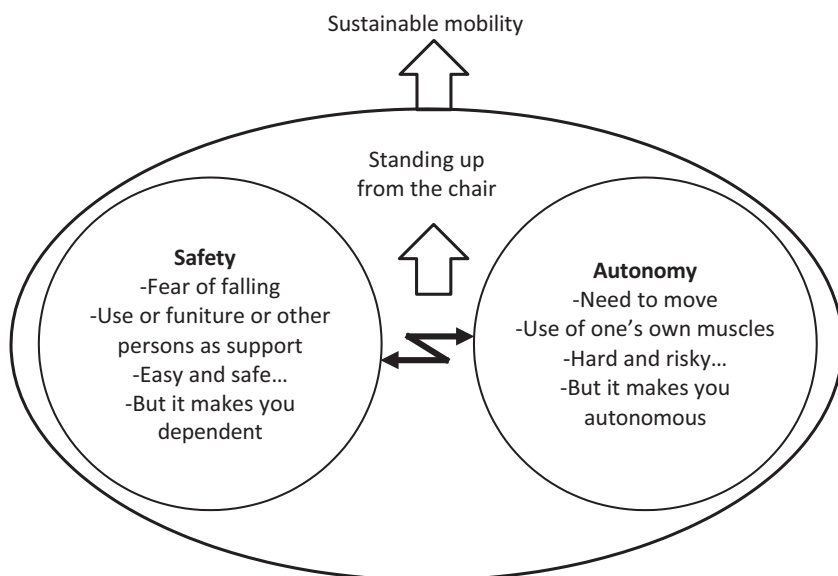 Sustainable mobility
Standing up
from the chair
Safety
-Fear of falling
-Use or funiture or other
persons as support
-Easy and safe...
-But it makes you
dependent
Autonomy
-Need to move
-Use of one's own muscles
-Hard and risky...
-But it makes you
autonomous